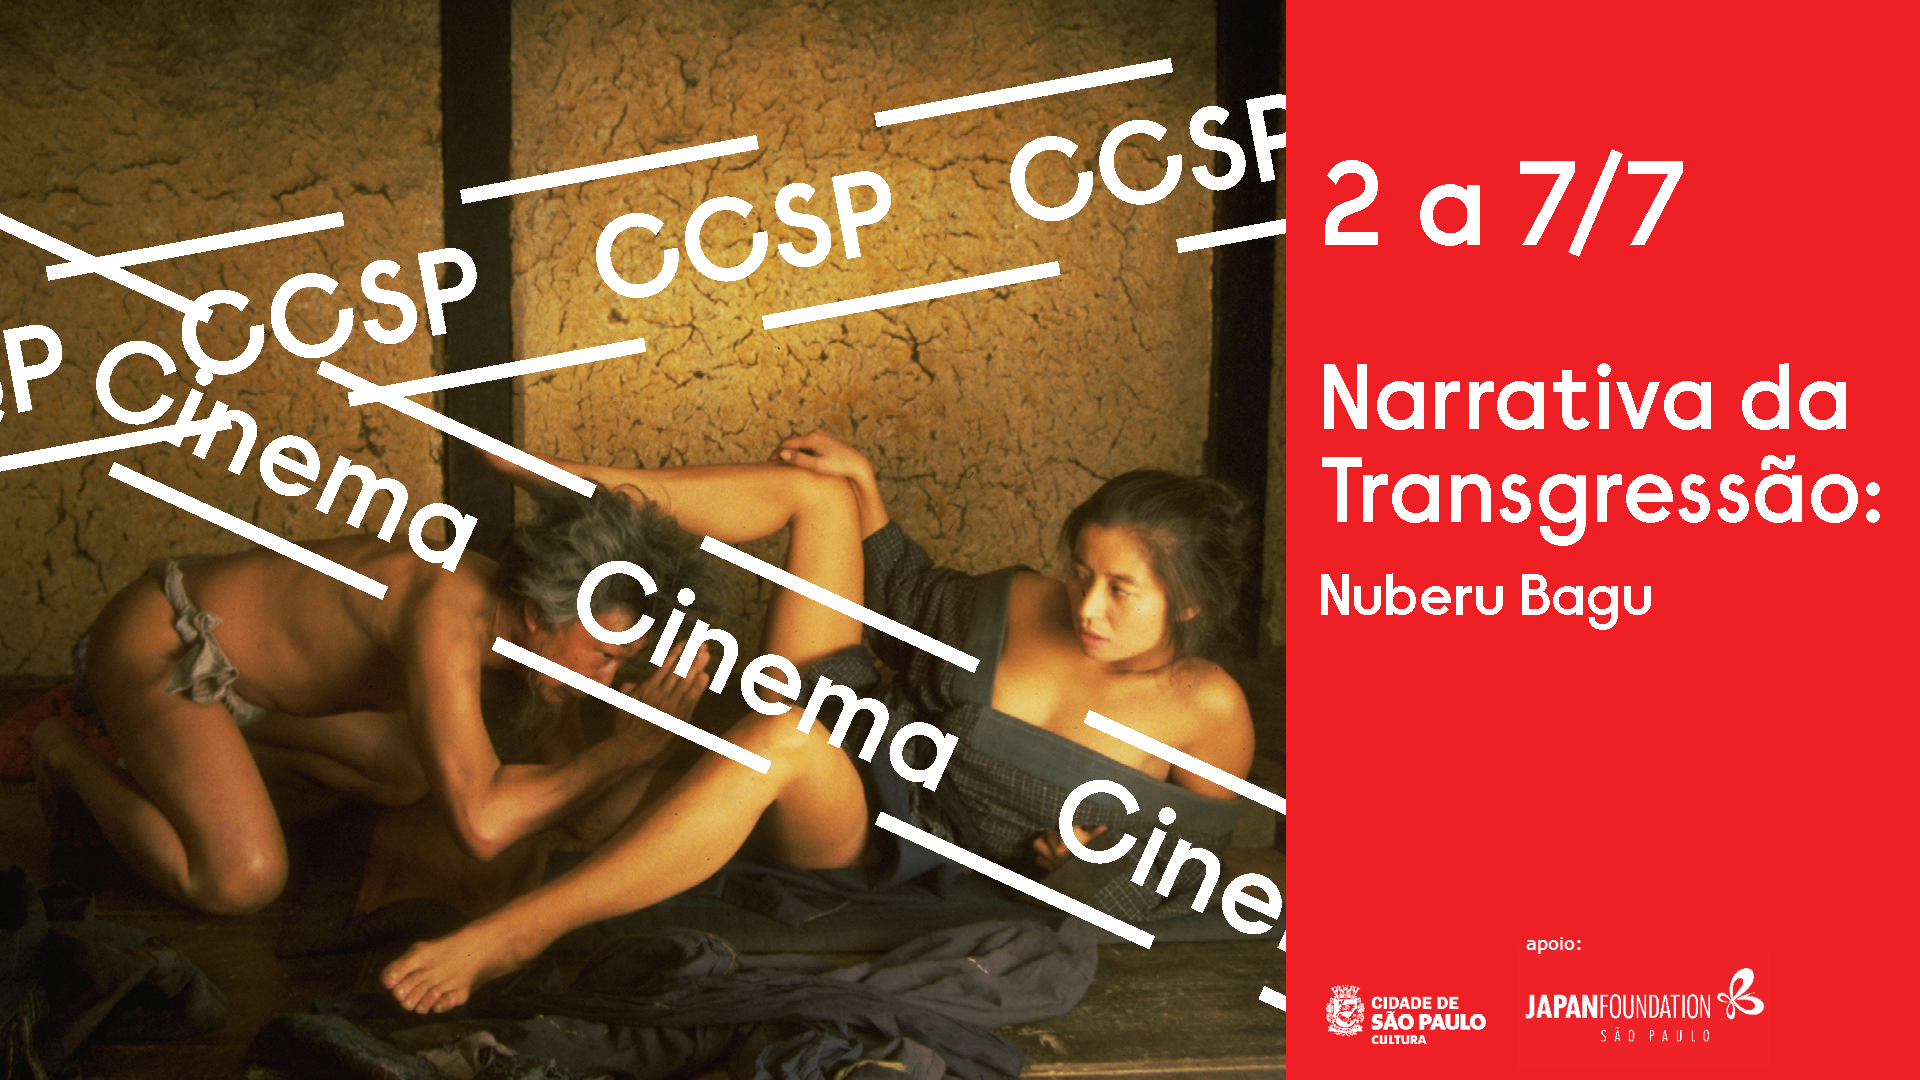 CCSP
CCSP
CCSP
P
Cinema
Cinema
Cine
2 a 7/7
Narrativa da
Transgressão:
Nuberu Bagu
apoio:
CIDADE DE
SÃO PAULO
CULTURA
JAPANFOUNDATION
SÃO PAULO